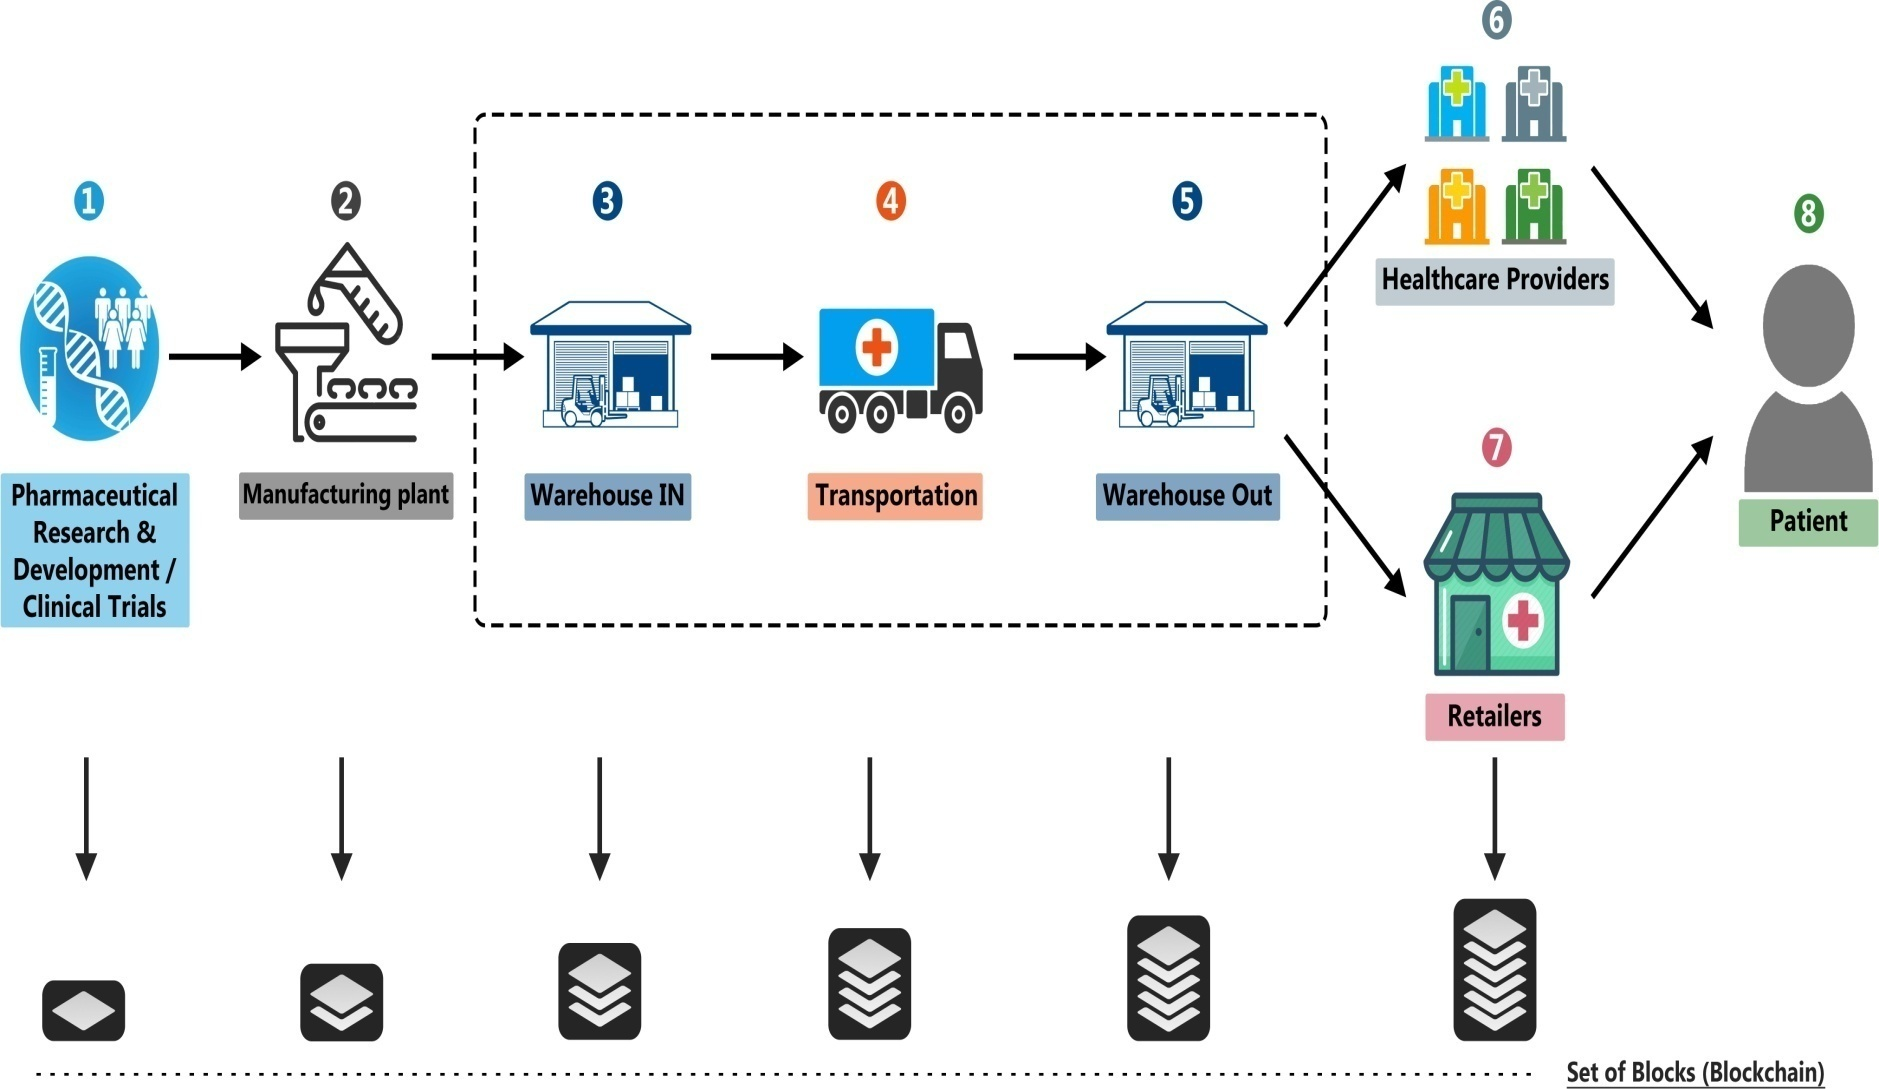 6
1
2
3
4
5
8
Healthcare Providers
7
Pharmaceutical
Research &
Development /
Clinical Trials
Manufacturing plant
Warehouse IN
Transportation
Warehouse Out
Patient
Retailers
Set of Blocks (Blockchain)